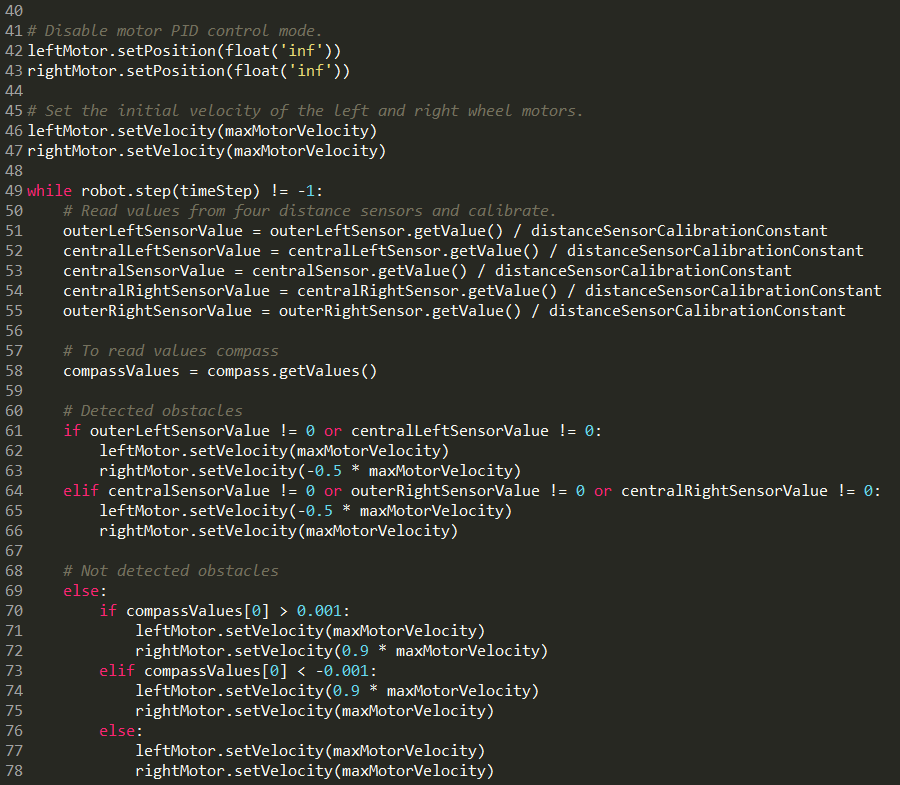 40
41 # Disable motor PID control mode.
42 leftMotor.setPosition(float('inf'))
43 rightMotor.setPosition(float('inf'))
44
45 # Set the initial velocity of the left and right wheel motors.
46 leftMotor.setVelocity(maxMotorVelocity)
47 rightMotor.setVelocity(maxMotorVelocity)
48
49 while robot.step(timeStep) != -1:
50     # Read values from four distance sensors and calibrate.
51     outerLeftSensorValue = outerLeftSensor.getValue() / distanceSensorCalibrationConstant
52     centralLeftSensorValue = centralLeftSensor.getValue() / distanceSensorCalibrationConstant
53     centralSensorValue = centralSensor.getValue() / distanceSensorCalibrationConstant
54     centralRightSensorValue = centralRightSensor.getValue() / distanceSensorCalibrationConstant
55     outerRightSensorValue = outerRightSensor.getValue() / distanceSensorCalibrationConstant
56
57     # To read values compass
58     compassValues = compass.getValues()
59
60     # Detected obstacles
61     if outerLeftSensorValue != 0 or centralLeftSensorValue != 0:
62         leftMotor.setVelocity(maxMotorVelocity)
63         rightMotor.setVelocity(-0.5 * maxMotorVelocity)
64     elif centralSensorValue != 0 or outerRightSensorValue != 0 or centralRightSensorValue != 0:
65         leftMotor.setVelocity(-0.5 * maxMotorVelocity)
66         rightMotor.setVelocity(maxMotorVelocity)
67
68     # Not detected obstacles
69     else:
70         if compassValues[0] > 0.001:
71             leftMotor.setVelocity(maxMotorVelocity)
72             rightMotor.setVelocity(0.9 * maxMotorVelocity)
73         elif compassValues[0] < -0.001:
74             leftMotor.setVelocity(0.9 * maxMotorVelocity)
75             rightMotor.setVelocity(maxMotorVelocity)
76         else:
77             leftMotor.setVelocity(maxMotorVelocity)
78             rightMotor.setVelocity(maxMotorVelocity)